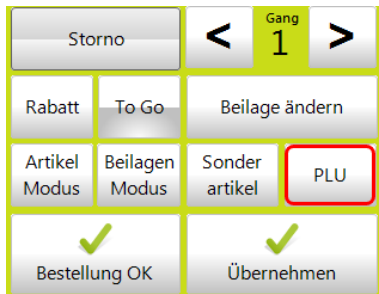 Storno
<
Gang
1
>
Rabatt
To Go
Beilage ändern
Artikel
Modus
Beilagen
Modus
Sonder
artikel
PLU
Bestellung OK
Übernehmen